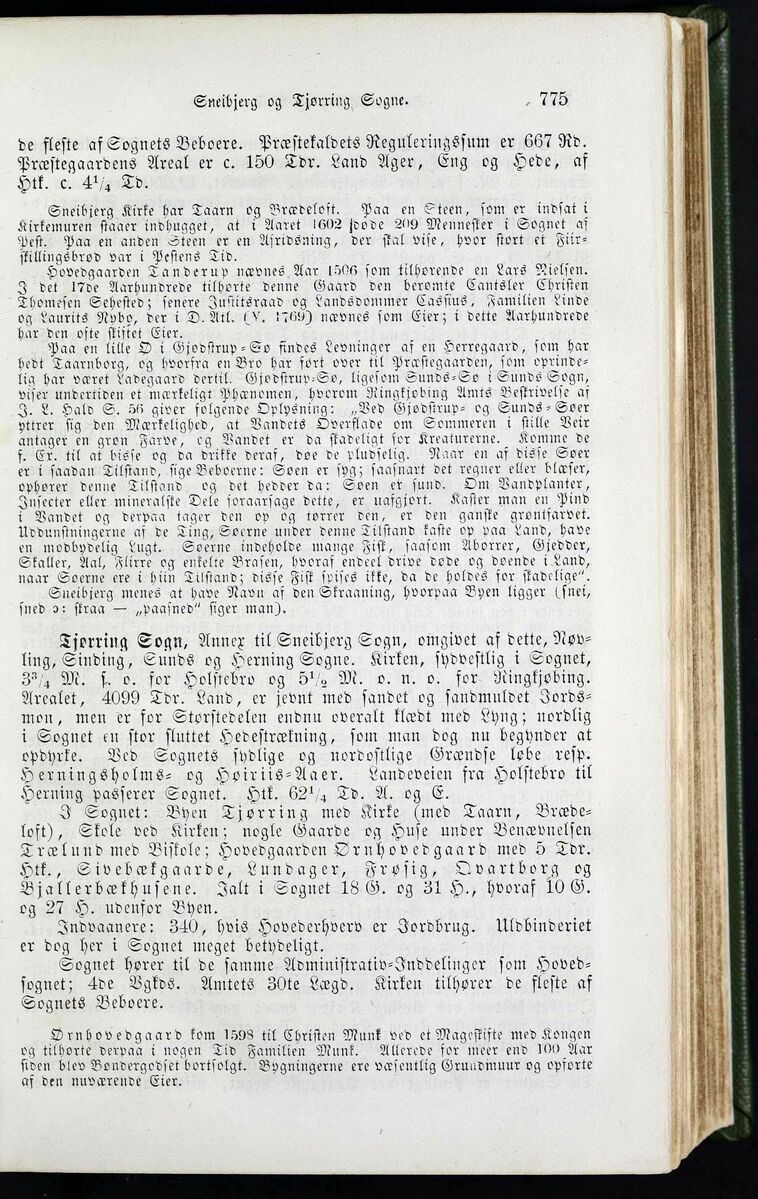 Sneibjerg og Tjørring Sogne. 775
de fleste af Sognets Beboere. Præstekaldets Reguleringssum er 667 Rd.
Præstegaardens Areal er c. 150 Tdr. Land Ager, Eng og Hede, af
Htk. c. 4¹/₄ Td.
Sneibjerg Kirke har Taarn og Brædeloft. Paa en Steen, som er indsat i
Kirkemuren staaer indhugget, at i Aaret 1602 døde 209 Mennesker i Sognet af
Pest. Paa en anden Steen er en Afridsning, der skal vise, hvor stort et Fiir-
skillingsbrød var i Pestens Tid.
Hovedgaarden Tanderup nævnes Aar 1506 som tilhørende en Lars Nielsen.
I det 17de Aarhundrede tilhørte denne Gaard den berømte Cantsler Christen
Thomesen Sehested; senere Justitsraad og Landsdommer Cassius, Familien Linde
og Laurits Nybo, der i D. Atl. (V. 1769) nævnes som Eier; i dette Aarhundrede
har den ofte skiftet Eier.
Paa en lille Ø i Gjødstrup-Sø findes Levninger af en Herregaard, som har
hedt Taarnborg, og hvorfra en Bro har ført over til Præstegaarden, som oprinde-
lig har været Ladegaard dertil. Gjødstrup-Sø, ligesom Sunds-Sø i Sunds Sogn,
viser undertiden et mærkeligt Phænomen, hvorom Ringkjøbing Amts Beskrivelse af
J. L. Hald S. 56 giver følgende Oplysning: „Ved Gjødstrup- og Sunds-Søer
yttrer sig den Mærkelighed, at Vandets Overflade om Sommeren i stille Veir
antager en grøn Farve, og Vandet er da skadeligt for Kreaturerne. Komme de
f. Ex. til at bisse og da drikke deraf, døe de pludselig. Naar en af disse Søer
er i saadan Tilstand, sige Beboerne: Søen er syg; saasnart det regner eller blæser,
ophører denne Tilstand, og det hedder da: Søen er sund. Om Vandplanter,
Insecter eller mineralske Dele foraarsage dette, er uafgjort. Kaster man en Pind
i Vandet og derpaa tager den op og tørrer den, er den ganske grøntfarvet.
Uddunstningerne af de Ting, Søerne under denne Tilstand kaste op paa Land, have
en modbydelig Lugt. Søerne indeholde mange Fisk, saasom Aborrer, Gjedder,
Skaller, Aal, Flirre og enkelte Brasen, hvoraf endeel drive døde og døende i Land,
naar Søerne ere i hiin Tilstand; disse Fisk spises ikke, da de holdes for skadelige“.
Sneibjerg menes at have Navn af den Skraaning, hvorpaa Byen ligger (snei,
sned ɔ: skraa — „paasned“ siger man).
Tjørring Sogn, Annex til Sneibjerg Sogn, omgivet af dette, Nøv-
ling, Sinding, Sunds og Herning Sogne. Kirken, sydvestlig i Sognet,
3³/₄ M. s. o. for Holstebro og 5¹/₂ M. o. n. o. for Ringkjøbing.
Arealet, 4099 Tdr. Land, er jevnt med sandet og sandmuldet Jords-
mon, men er for Størstedelen endnu overalt klædt med Lyng; nordlig
i Sognet en stor sluttet Hedestrækning, som man dog nu begynder at
opdyrke. Ved Sognets sydlige og nordostlige Grændse løbe resp.
Herningsholms- og Høiriis-Aaer. Landeveien fra Holstebro til
Herning passerer Sognet. Htk. 62¹/₄ Td. A. og E.
I Sognet: Byen Tjørring med Kirke (med Taarn, Bræde-
loft), Skole ved Kirken; nogle Gaarde og Huse under Benævnelsen
Trælund med Biskole; Hovedgaarden Ørnhovedgaard med 5 Tdr.
Htk., Sivebækgaarde, Lundager, Frøsig, Qvartborg og
Bjallerbækhusene. Ialt i Sognet 18 G. og 31 H., hvoraf 10 G.
og 27 H. udenfor Byen.
Indvaanere: 340, hvis Hovederhverv er Jordbrug. Uldbinderiet
er dog her i Sognet meget betydeligt.
Sognet hører til de samme Administrativ-Inddelinger som Hoved-
sognet; 4de Vgkds. Amtets 30te Lægd. Kirken tilhører de fleste af
Sognets Beboere.
Ørnhovedgaard kom 1598 til Christen Munk ved et Mageskifte med Kongen
og tilhørte derpaa i nogen Tid Familien Munk. Allerede for meer end 100 Aar
siden blev Bøndergodset bortsolgt. Bygningerne ere væsentlig Grundmuur og opførte
af den nuværende Eier.